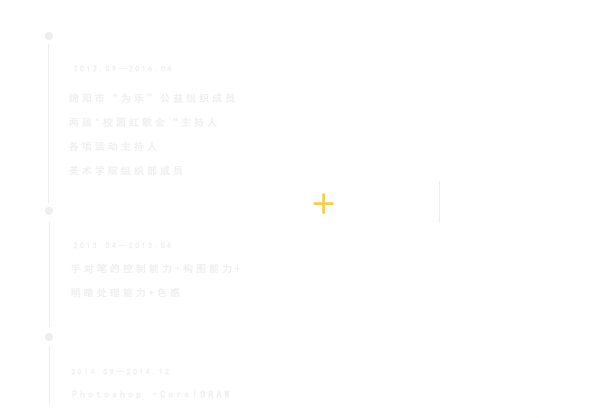 2013.09—2016.06
绵阳市“为乐”公益组织成员
两届“校园红歌会“主持人
各项活动主持人
美术学院组织部成员
2013.04—2013.06
手对笔的控制能力+构图能力+
明暗处理能力+色感
2014.09—2014.12
Photoshop +CorelDRAW